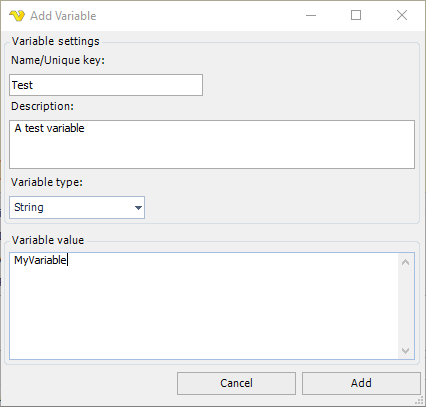 Add Variable
Variable settings
Name/Unique key:
Test
Description:
A test variable
Variable type:
String
Variable value
MyVariable
Cancel Add